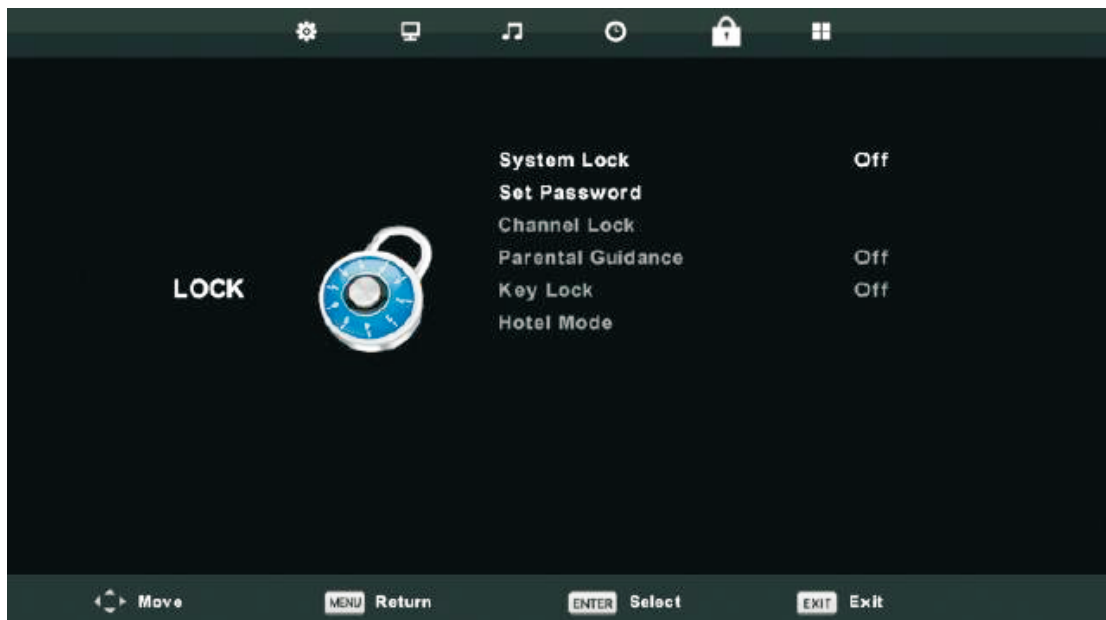 System Lock Off
Set Password
Channel Lock
Parental Guidance Off
LOCK
Key Lock Off
Hotel Mode
Move MENU Return ENTER Select EXIT Exit